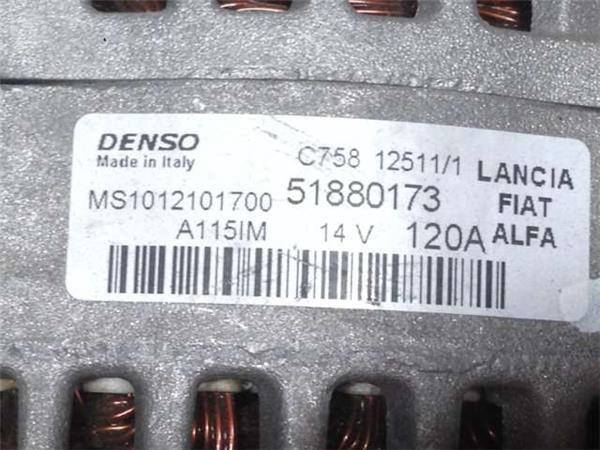 DENSO
Made in Italy
C758 12511/1
MS1012101700 51880173
A115IM 14 V 120A
LANCIA
FIAT
ALFA